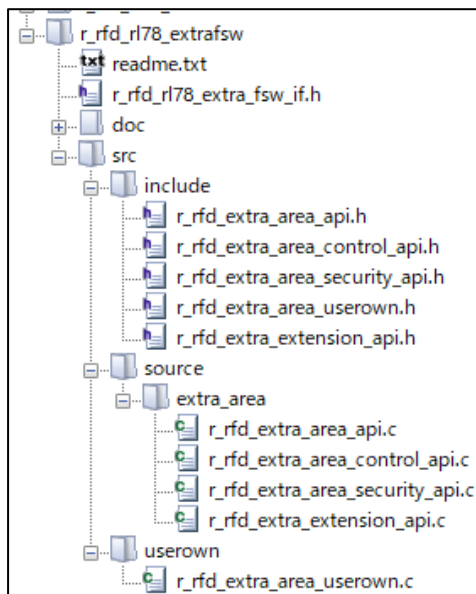 r_rfd_rl78_extrafsw
txt readme.txt
h r_rfd_rl78_extra_fsw_if.h
doc
src
include
h r_rfd_extra_area_api.h
h r_rfd_extra_area_control_api.h
h r_rfd_extra_area_security_api.h
h r_rfd_extra_area_userown.h
h r_rfd_extra_extension_api.h
source
extra_area
c r_rfd_extra_area_api.c
c r_rfd_extra_area_control_api.c
c r_rfd_extra_area_security_api.c
c r_rfd_extra_extension_api.c
userown
c r_rfd_extra_area_userown.c